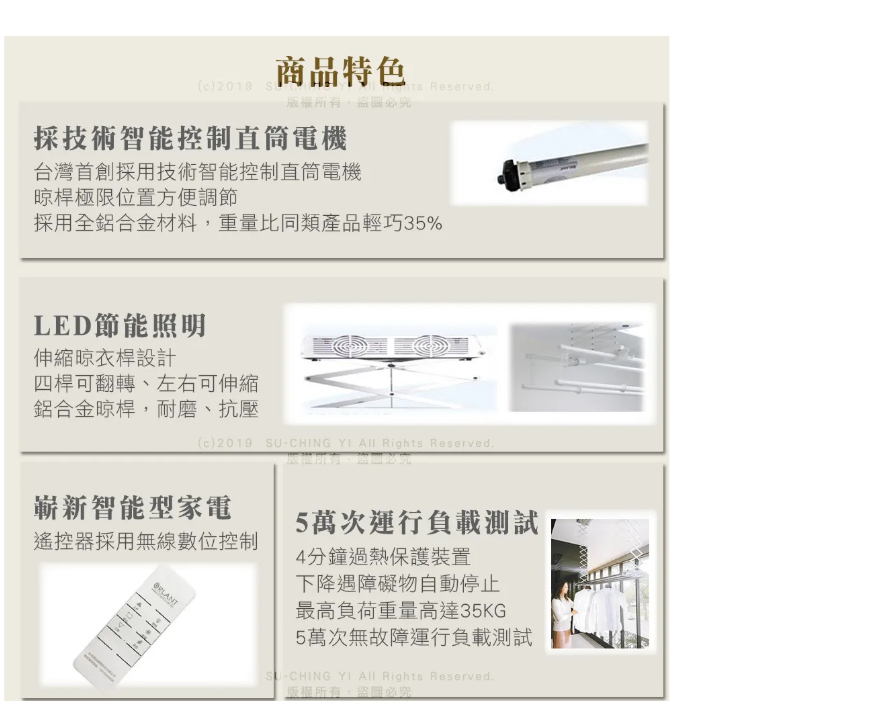 商品特色
(c)2019 SU-CHING YI All Rights Reserved.
版權所有．盜圖必究
採技術智能控制直筒電機
台灣首創採用技術智能控制直筒電機
晾桿極限位置方便調節
採用全鋁合金材料，重量比同類產品輕巧35%
LED節能照明
伸縮晾衣桿設計
四桿可翻轉、左右可伸縮
鋁合金晾桿，耐磨、抗壓
(c)2019 SU-CHING YI All Rights Reserved.
版權所有．盜圖必究
嶄新智能型家電
遙控器採用無線數位控制
ORLANT
5萬次運行負載測試
4分鐘過熱保護裝置
下降遇障礙物自動停止
最高負荷重量高達35KG
5萬次無故障運行負載測試
SU-CHING YI All Rights Reserved.
版權所有．盜圖必究